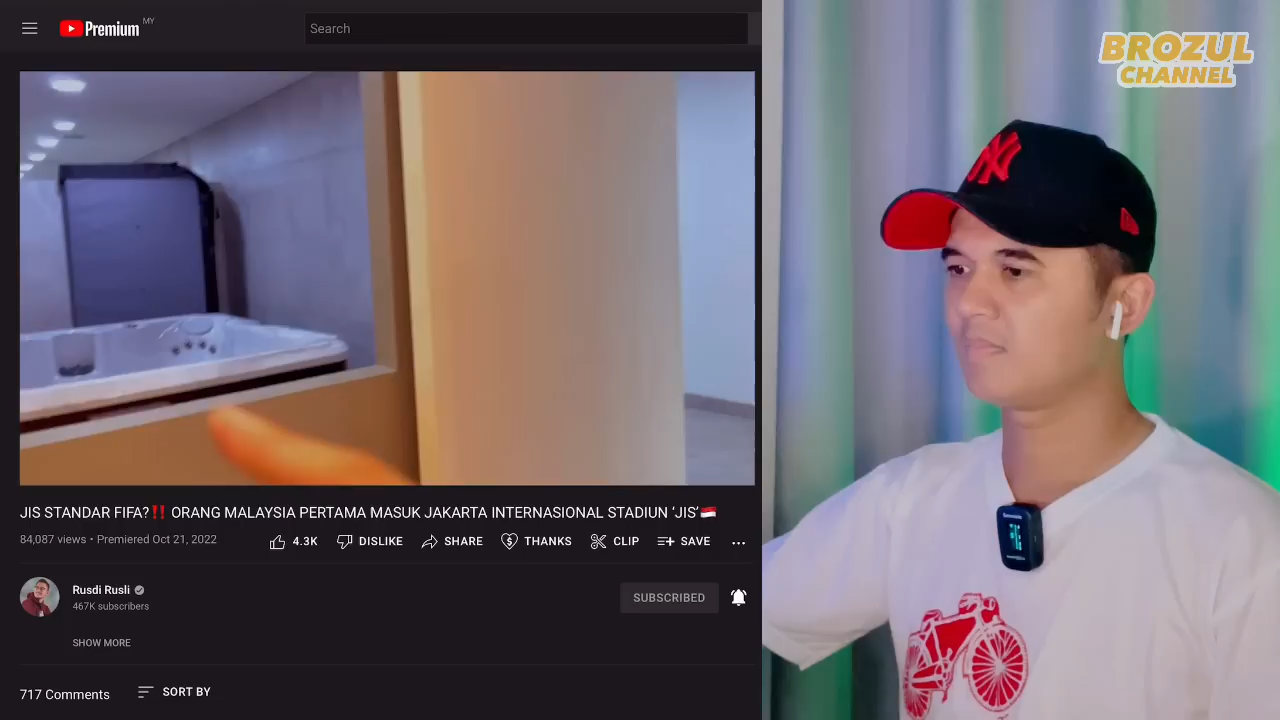 Premium MY
Search
JIS STANDAR FIFA?‼️ ORANG MALAYSIA PERTAMA MASUK JAKARTA INTERNASIONAL STADIUN ‘JIS’🇮🇩
84,087 views • Premiered Oct 21, 2022
4.3K DISLIKE SHARE THANKS CLIP SAVE ...
Rusdi Rusli
467K subscribers
SUBSCRIBED
SHOW MORE
717 Comments SORT BY
BROZUL
CHANNEL
NY